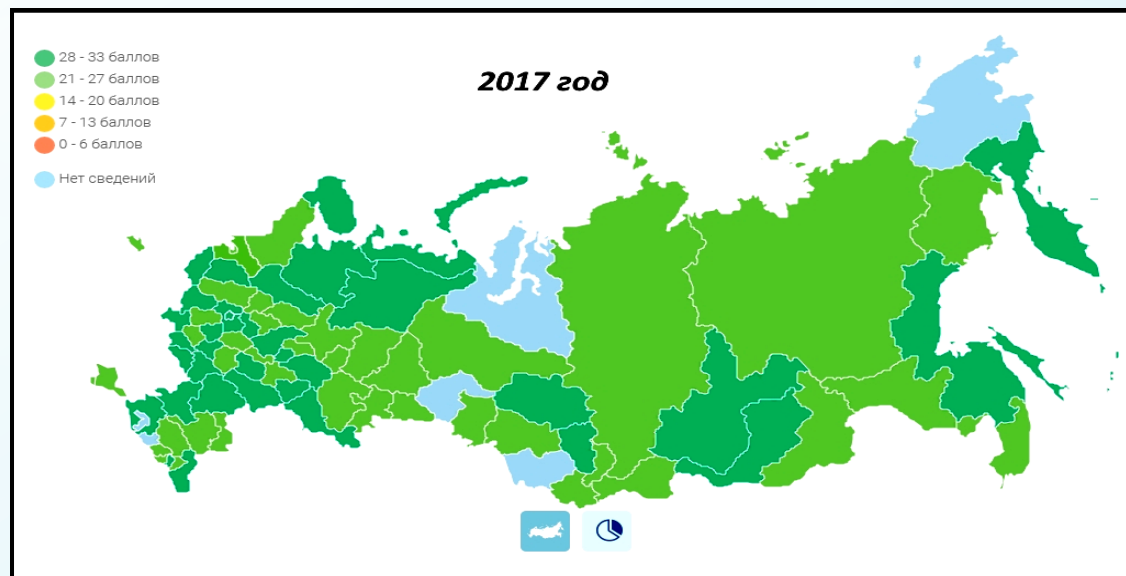 28 - 33 баллов
21 - 27 баллов
14 - 20 баллов
7 - 13 баллов
0 - 6 баллов
Нет сведений
2017 год